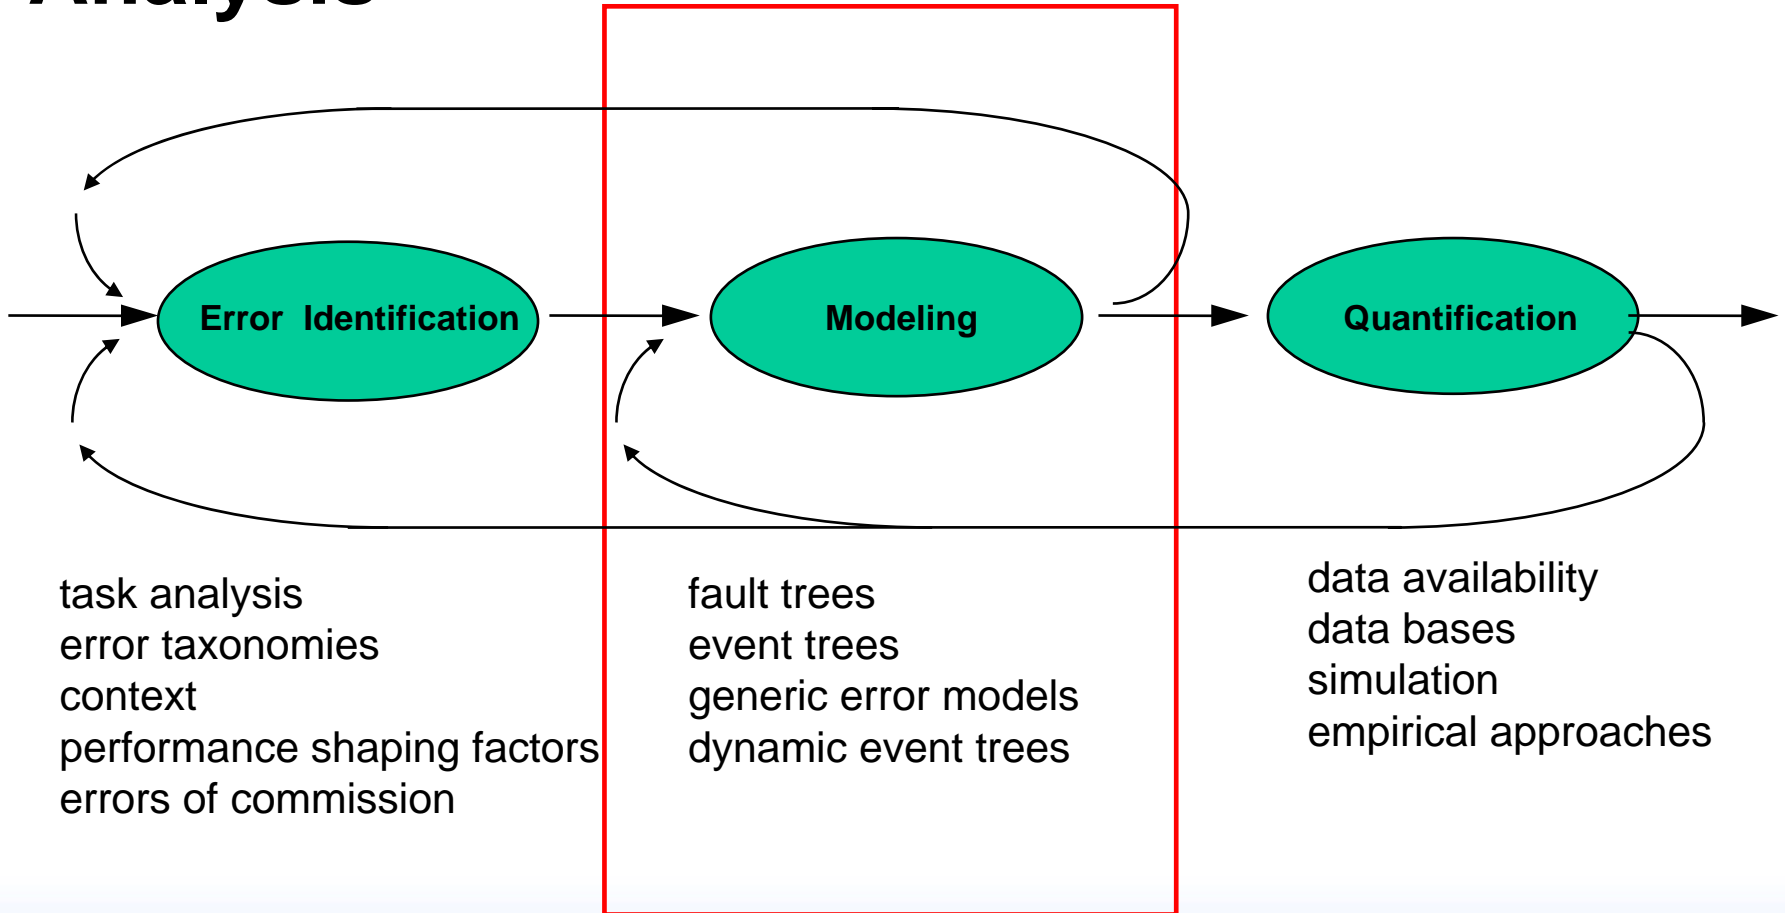 Analysis
Error Identification
Modeling
Quantification
task analysis
error taxonomies
context
performance shaping factors
errors of commission
fault trees
event trees
generic error models
dynamic event trees
data availability
data bases
simulation
empirical approaches